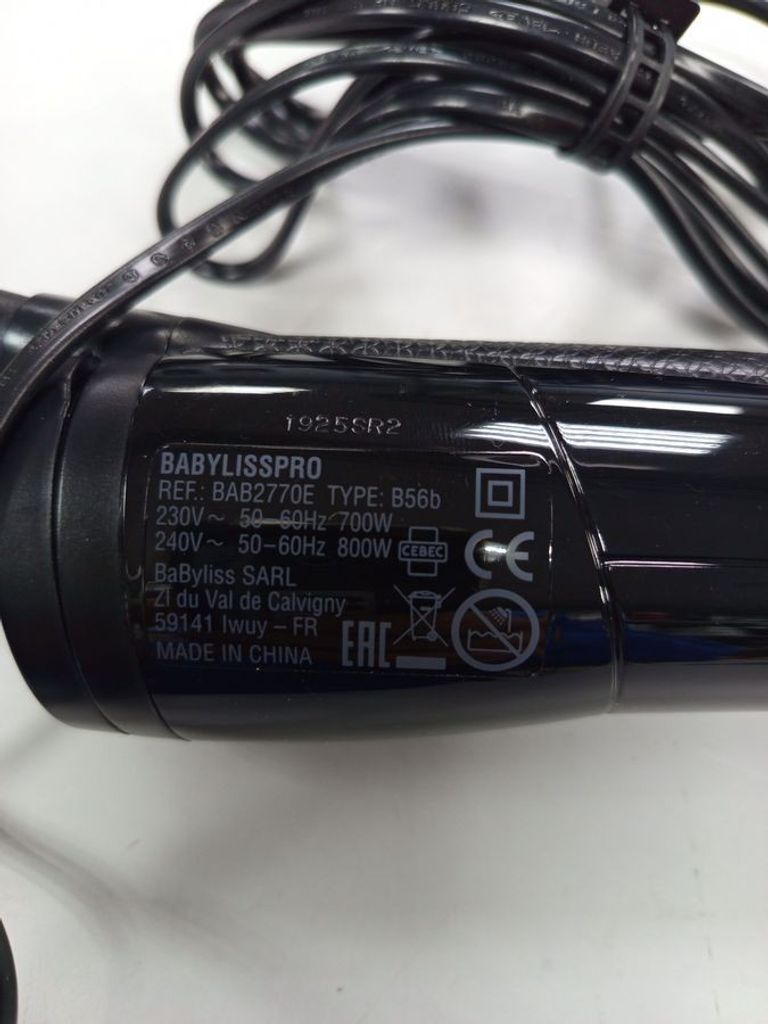 1925SR2
BABYLISSPRO
REF.: BAB2770E TYPE: B56b
230V~ 50-60Hz 700W
240V~ 50-60Hz 800W CEBEC CE
BaByliss SARL
ZI du Val de Calvigny
59141 Iwuy – FR
MADE IN CHINA EAC